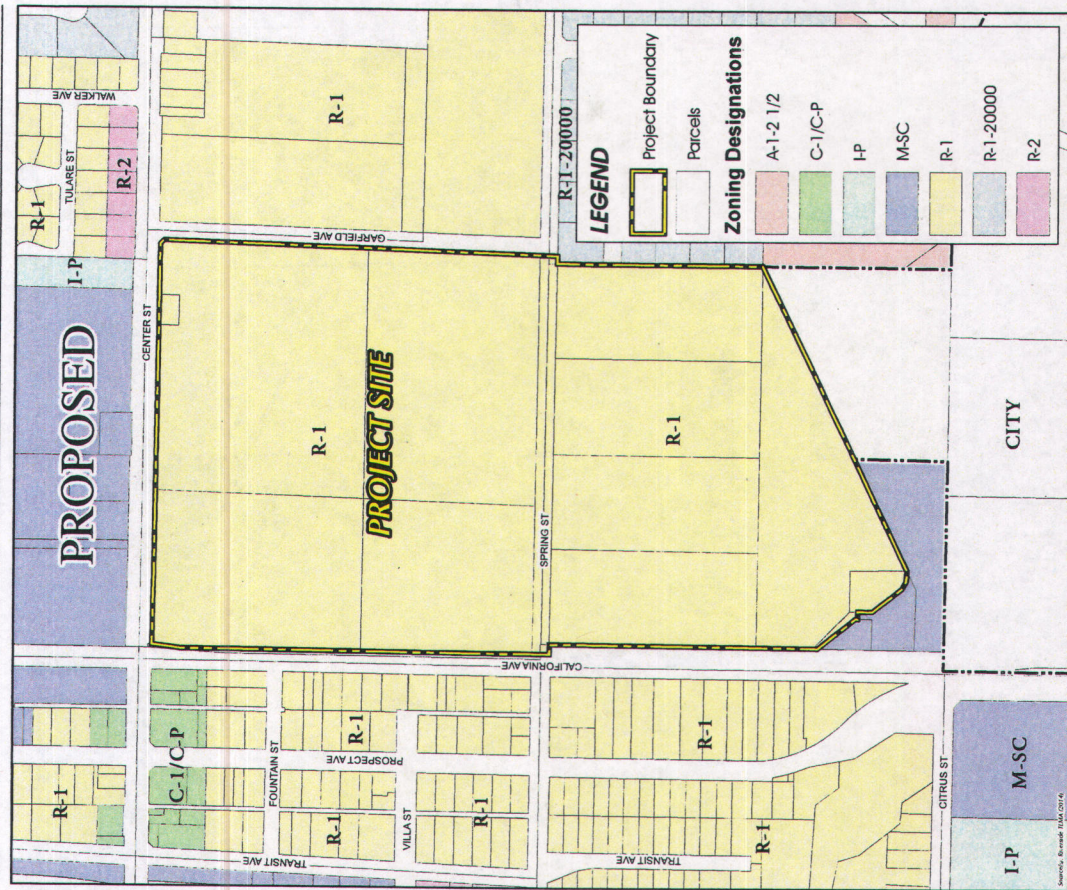 WALKER AVE
TULARE ST
R-1
R-2
I-P
PROPOSED
CENTER ST
GARFIELD AVE
R-1
R-1
PROJECT SITE
SPRING ST
R-1
R-1-20000
LEGEND
Project Boundary
Parcels
Zoning Designations
A-1-2 1/2
C-1/C-P
I-P
M-SC
R-1
R-1-20000
R-2
CALIFORNIA AVE
R-1
C-1/C-P
FOUNTAIN ST
PROSPECT AVE
R-1
R-1
VILLA ST
R-1
TRANSIT AVE
R-1
TRANSIT AVE
R-1
CITRUS ST
CITY
M-SC
I-P